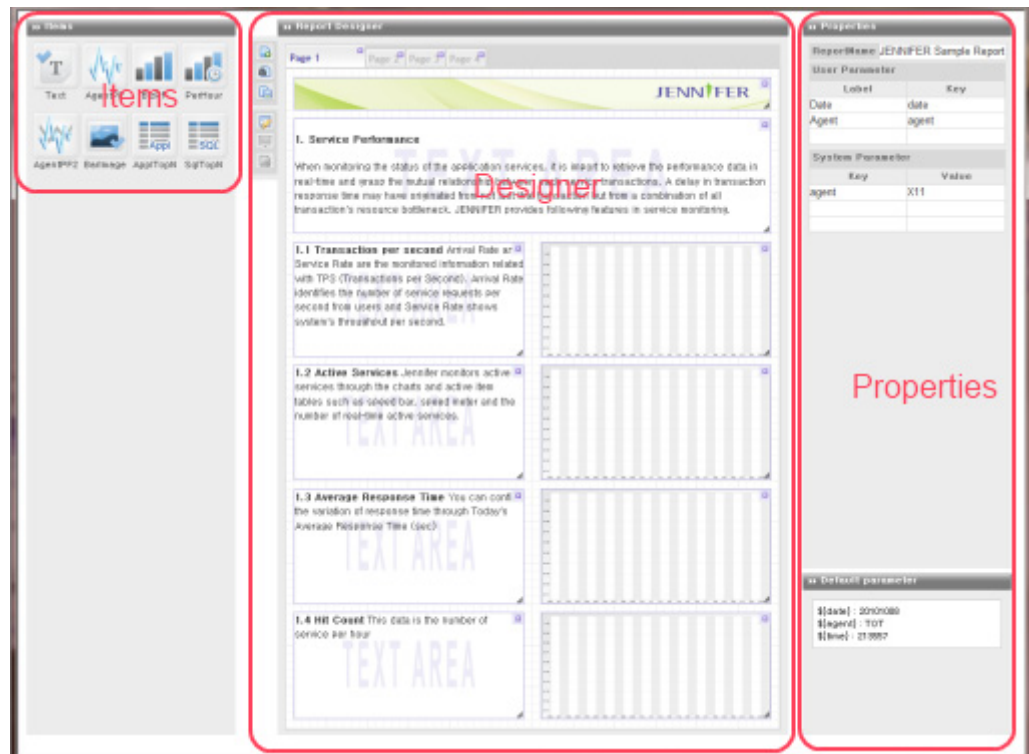 Items
Report Designer
Properties
Page 1
Page 2
Page 3
Page 4
Text
PerHour
AgentPF2
BarImage
ApplTopN
SqlTopN
Items
JENNIFER
1. Service Performance
When monitoring the status of the application services, it is import to retrieve the performance data in
real-time and grasp the mutual transactions. A delay in transaction
response time may have originated from but from a combination of all
transaction's resource bottleneck. JENNIFER provides following features in service monitoring.
Designer
1.1 Transaction per second Arrival Rate ar
Service Rate are the monitored information related
with TPS (Transactions per Second). Arrival Rate
identifies the number of service requests per
second from users and Service Rate shows
system's throughput per second.
TEXT AREA
1.2 Active Services Jennifer monitors active
services through the charts and active item
tables such as speed bar, speed meter and the
number of real-time active services.
TEXT AREA
1.3 Average Response Time You can confi
the variation of response time through Today's
Average Response Time (sec)
TEXT AREA
1.4 Hit Count This data is the number of
service per hour
TEXT AREA
ReportName JENNIFER Sample Report
User Parameter
Label Key
Date date
Agent agent
System Parameter
Key Value
agent X11
Properties
Default parameter
$[date] : 20101088
$[agent] : TOT
$[time] : 213857